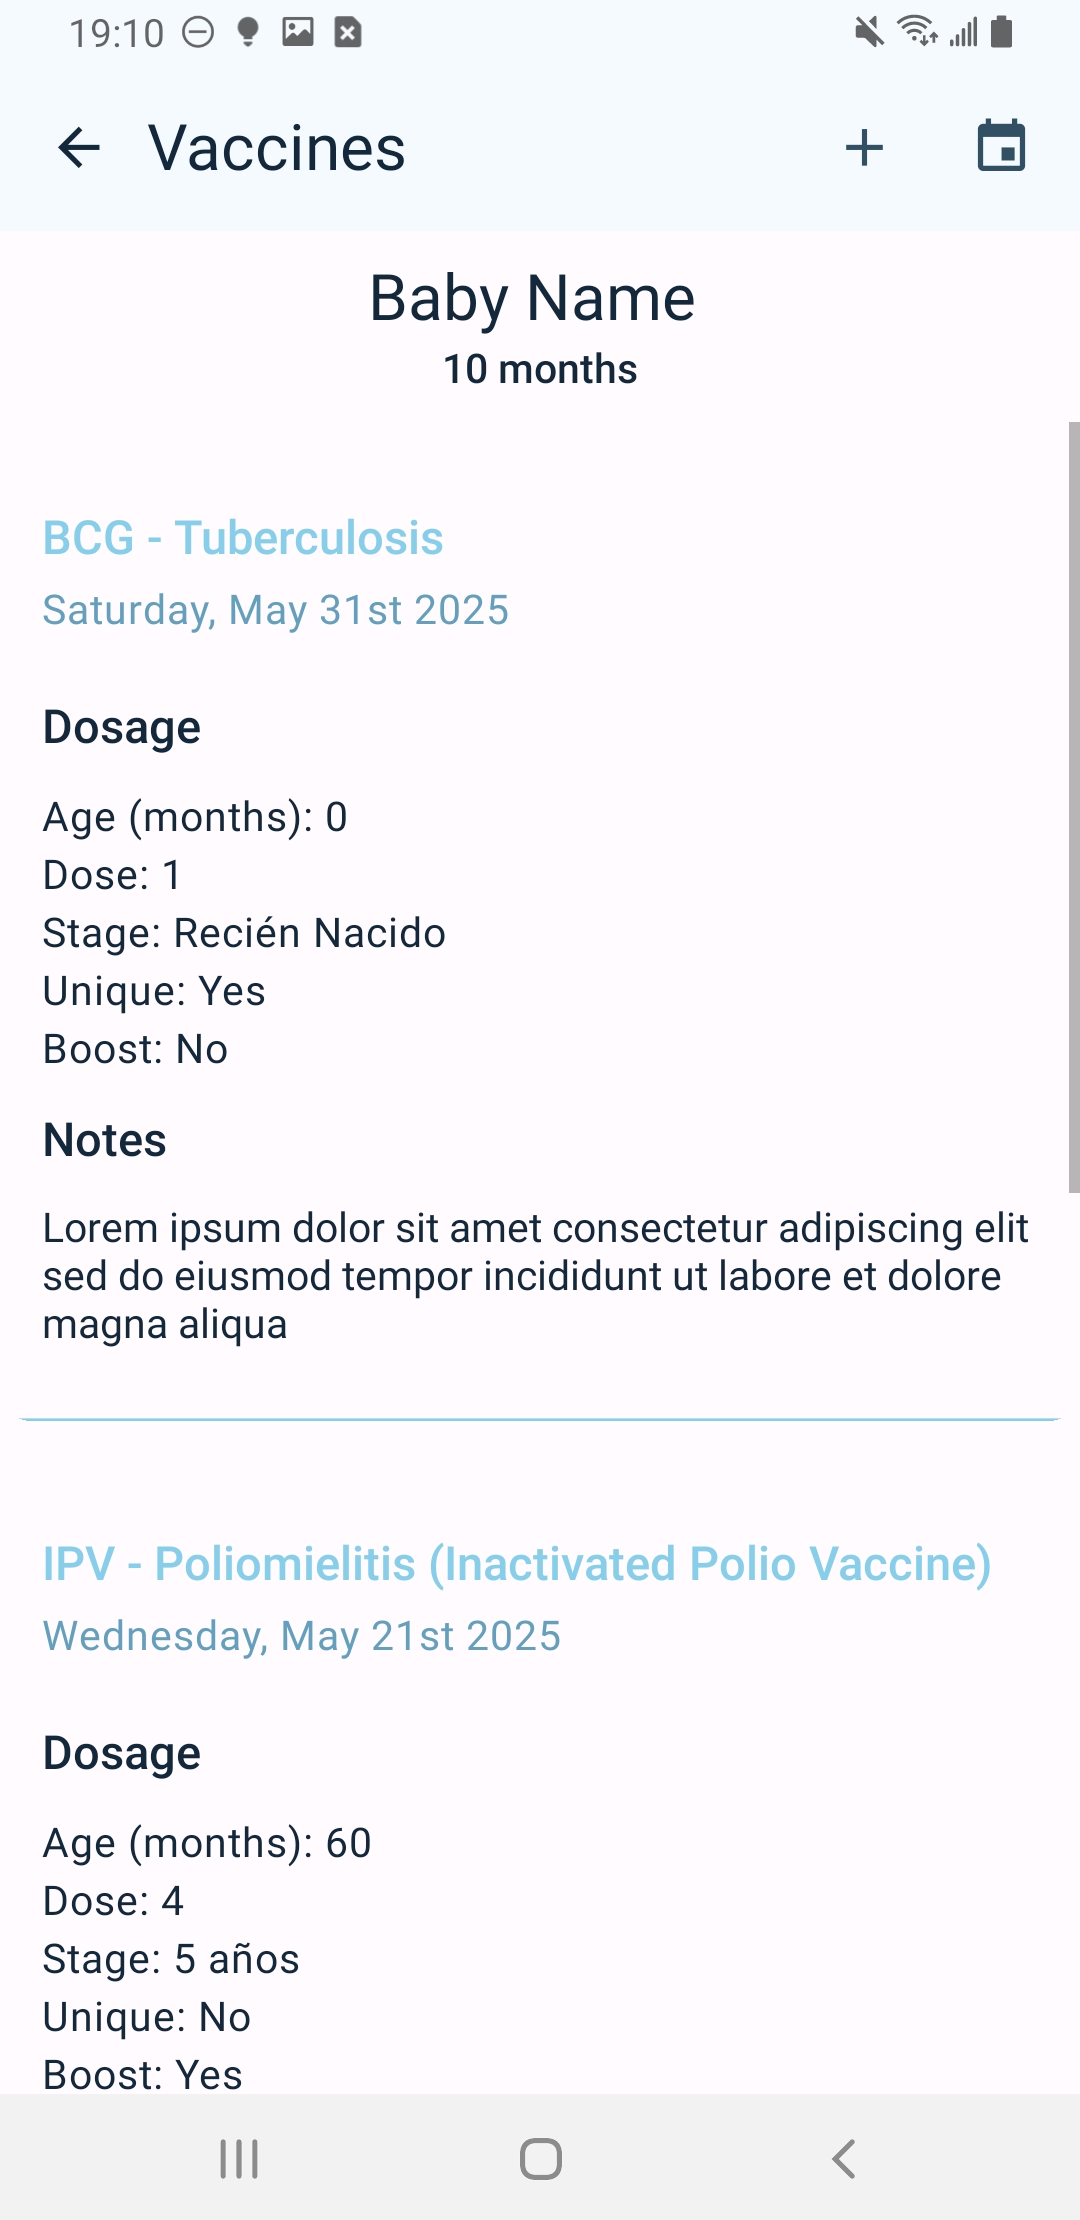 19:10
Vaccines
Baby Name
10 months
BCG - Tuberculosis
Saturday, May 31st 2025
Dosage
Age (months): 0
Dose: 1
Stage: Recién Nacido
Unique: Yes
Boost: No
Notes
Lorem ipsum dolor sit amet consectetur adipiscing elit
sed do eiusmod tempor incididunt ut labore et dolore
magna aliqua
IPV - Poliomielitis (Inactivated Polio Vaccine)
Wednesday, May 21st 2025
Dosage
Age (months): 60
Dose: 4
Stage: 5 años
Unique: No
Boost: Yes